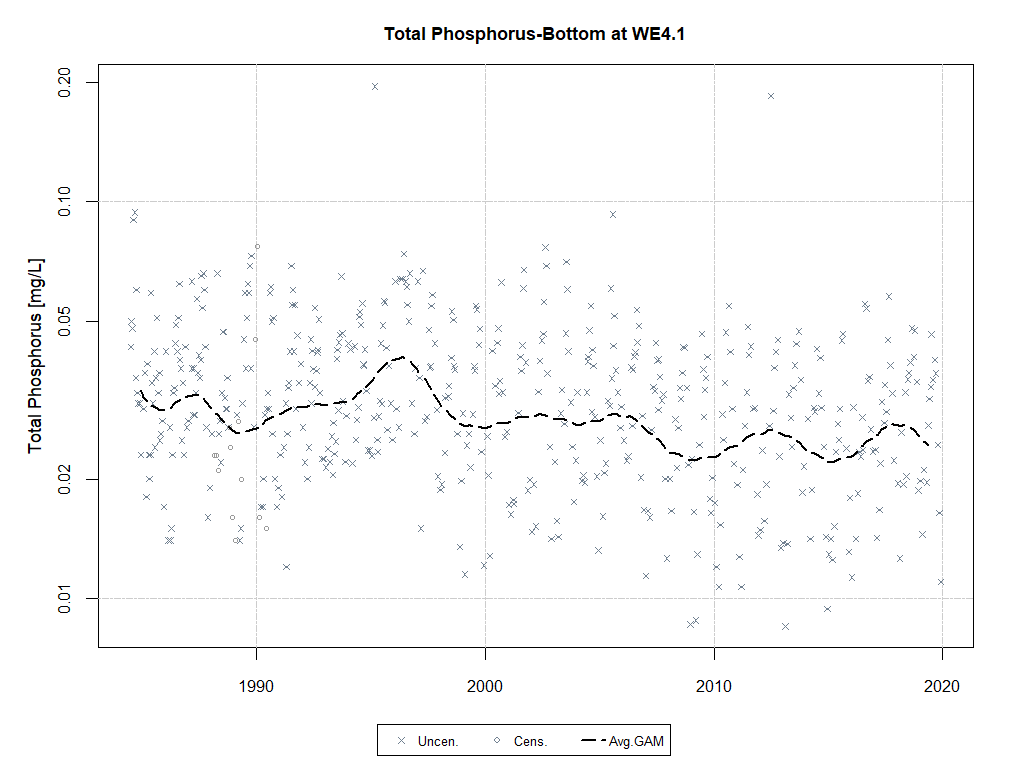 Total Phosphorus-Bottom at WE4.1
Total Phosphorus [mg/L]
0.20
0.10
0.05
0.02
0.01
1990 2000 2010 2020
Uncen. Cens. Avg.GAM